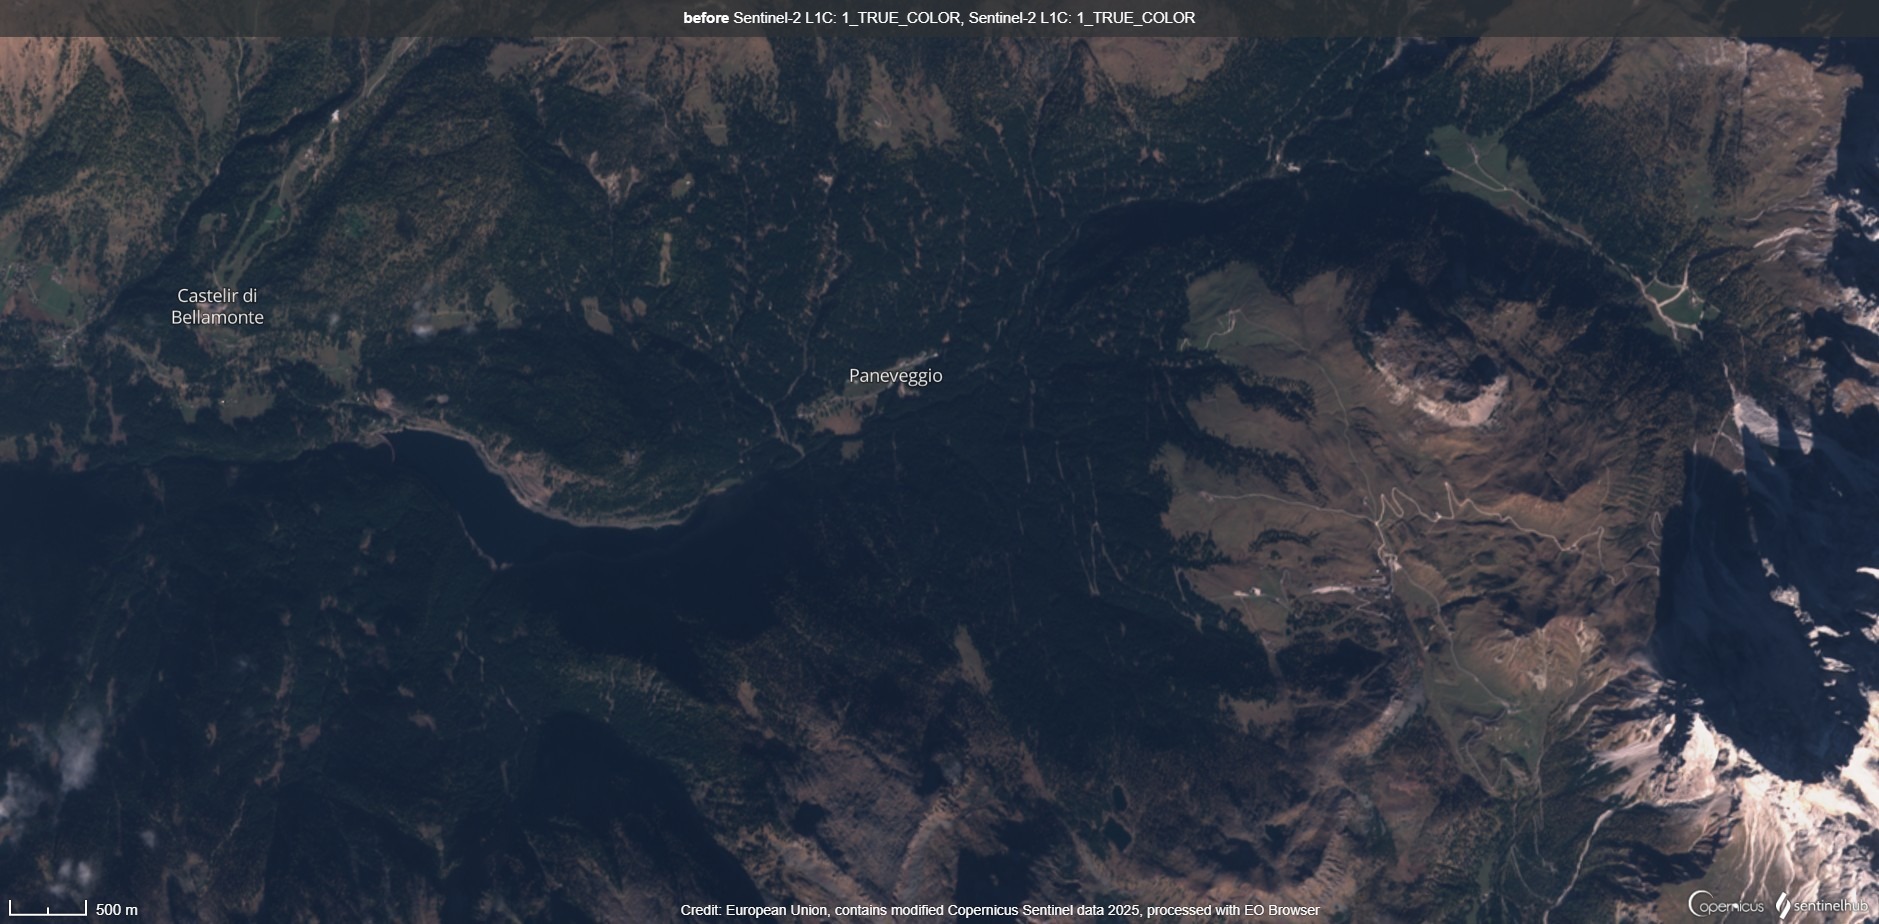 before Sentinel-2 L1C: 1_TRUE_COLOR, Sentinel-2 L1C: 1_TRUE_COLOR
Castelir di
Bellamonte
Paneveggio
500 m
Credit: European Union, contains modified Copernicus Sentinel data 2025, processed with EO Browser
Copernicus
sentinelhub